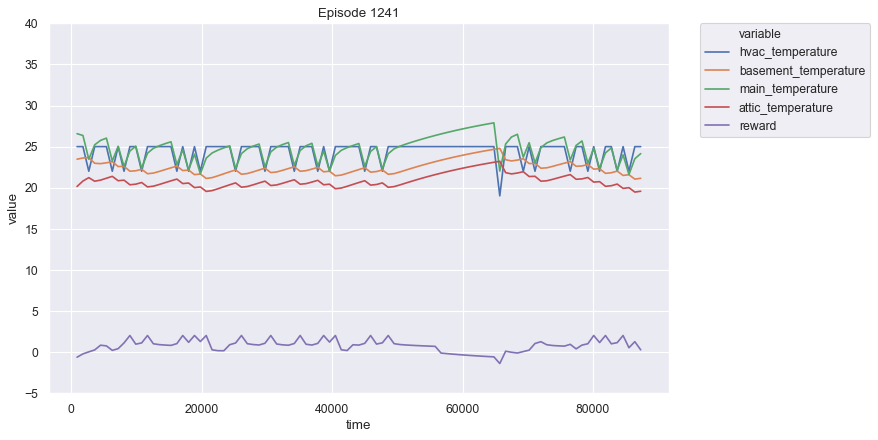 Episode 1241
40
35
30
25
20
15
10
5
0
−5
value
0
20000
40000
60000
80000
time
variable
hvac_temperature
basement_temperature
main_temperature
attic_temperature
reward